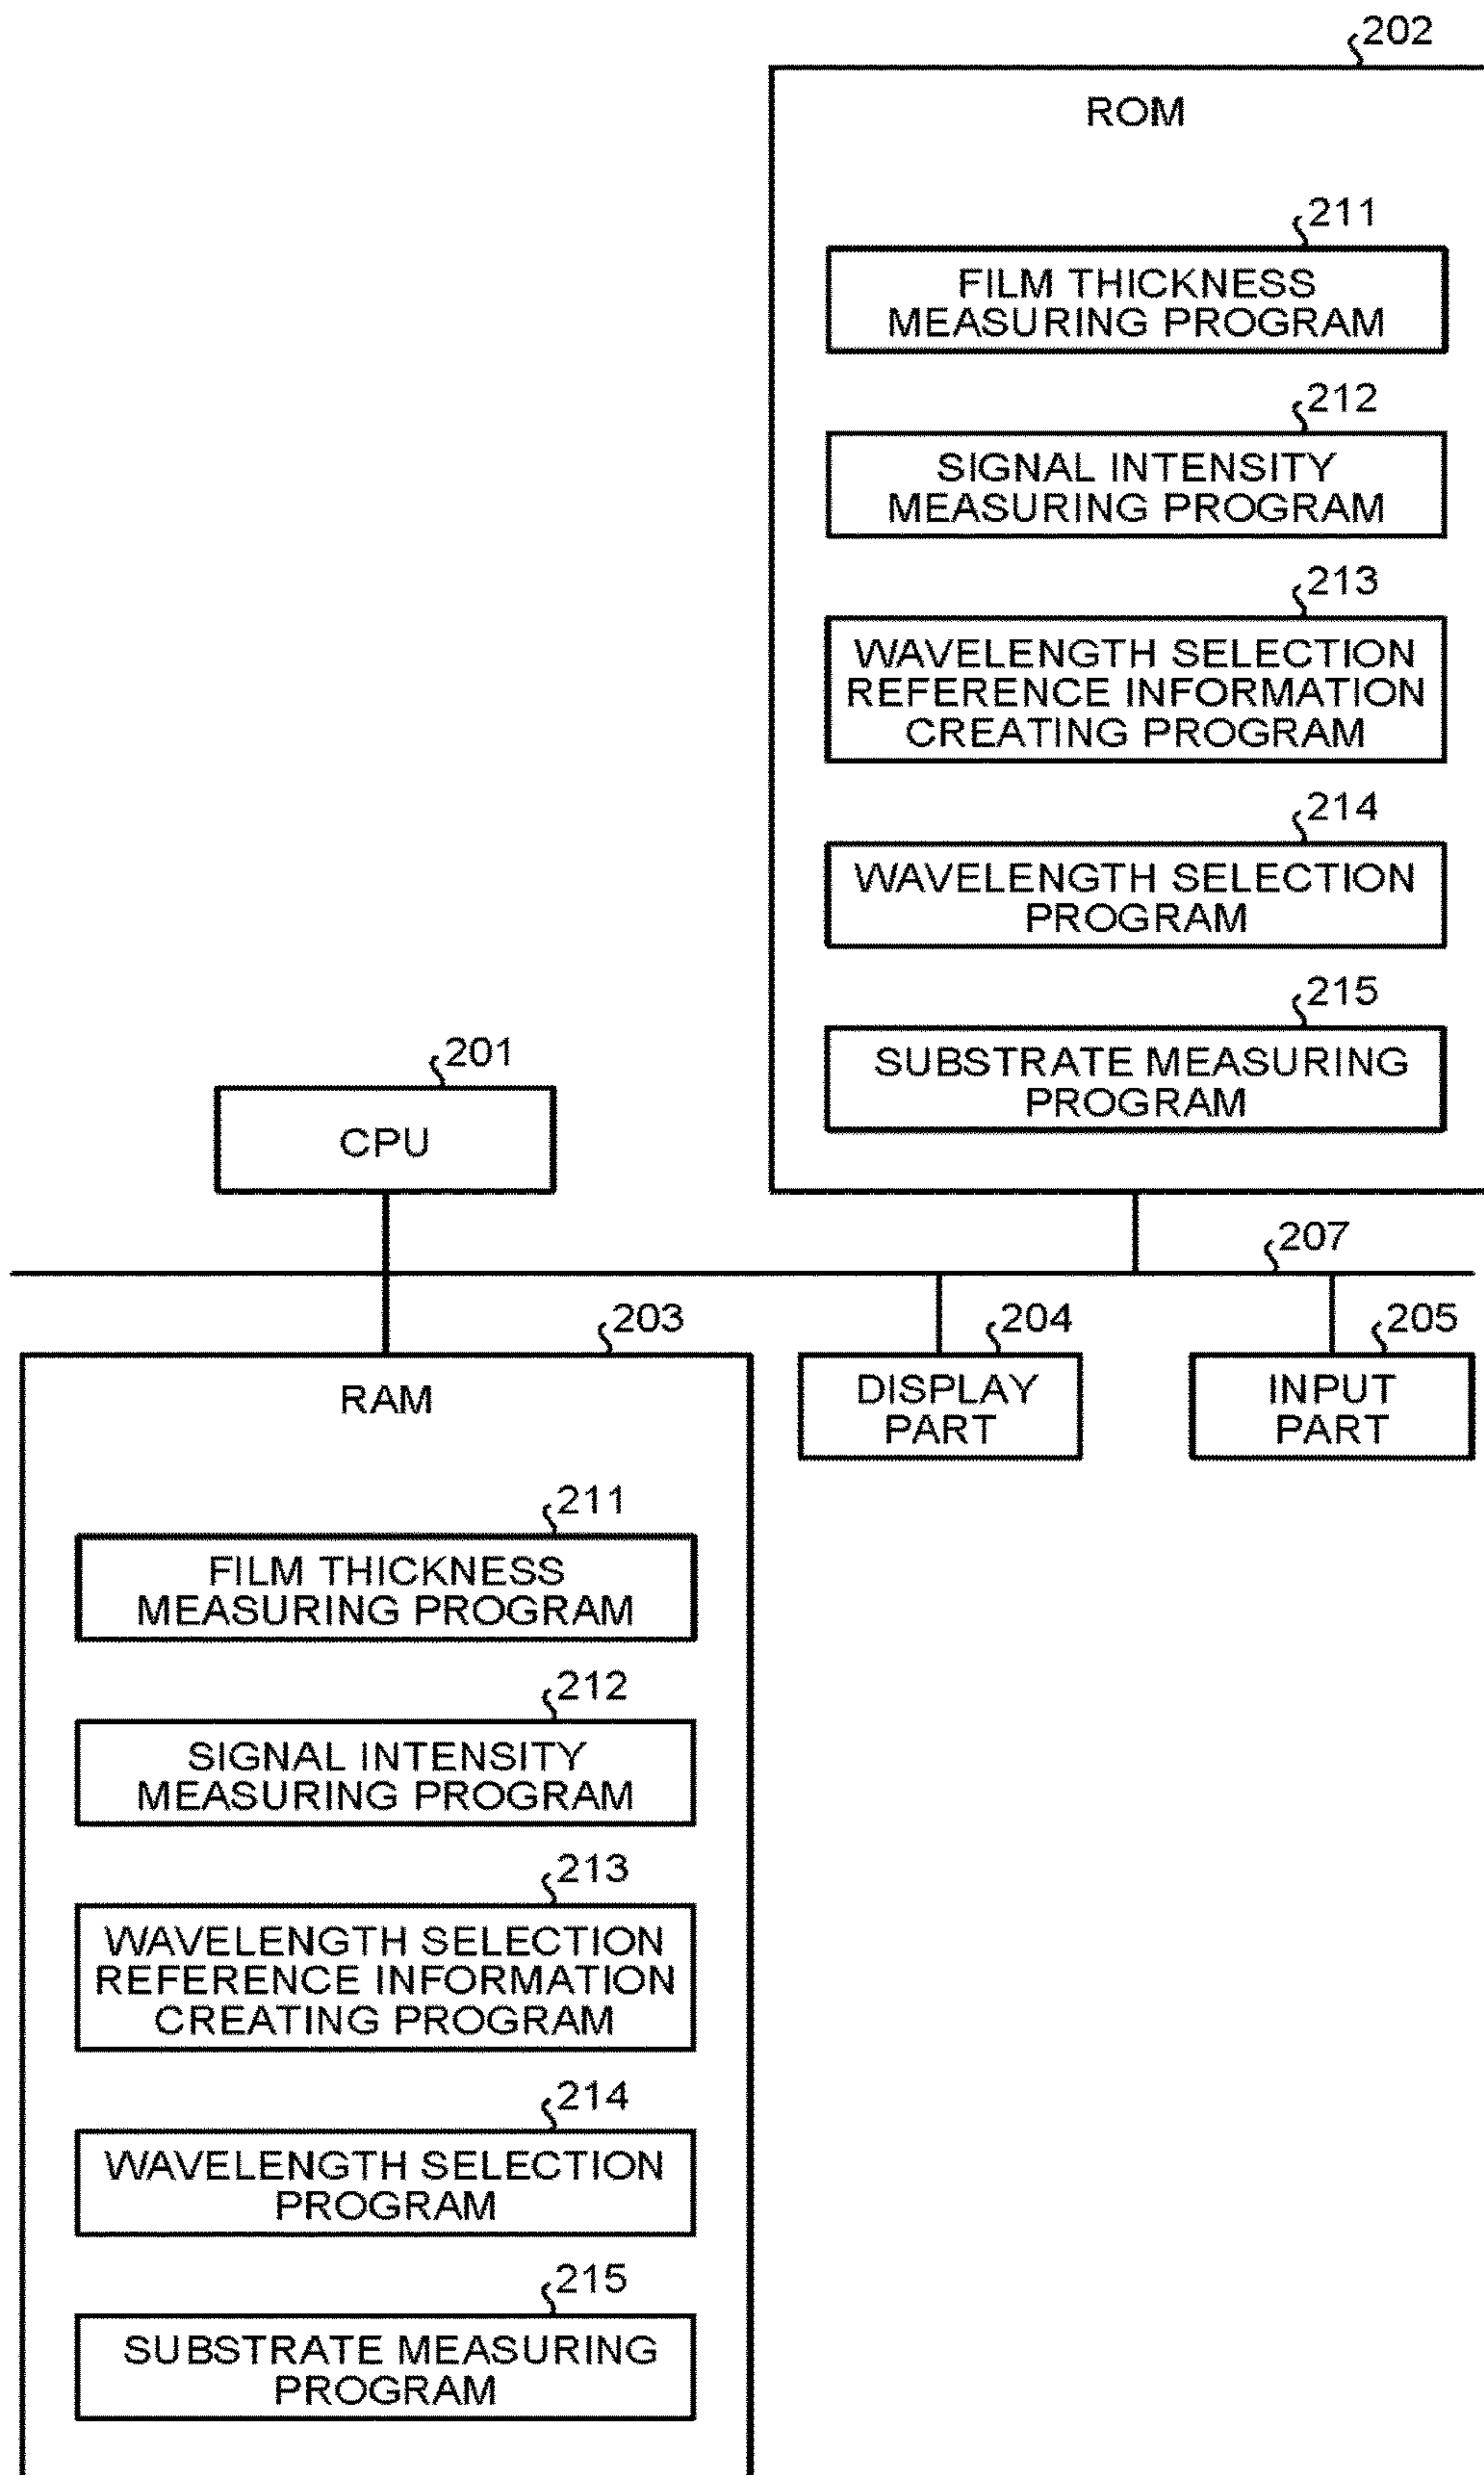 202
ROM
211
FILM THICKNESS
MEASURING PROGRAM
212
SIGNAL INTENSITY
MEASURING PROGRAM
213
WAVELENGTH SELECTION
REFERENCE INFORMATION
CREATING PROGRAM
214
WAVELENGTH SELECTION
PROGRAM
215
SUBSTRATE MEASURING
PROGRAM
201
CPU
207
203
RAM
204
DISPLAY
PART
205
INPUT
PART
211
FILM THICKNESS
MEASURING PROGRAM
212
SIGNAL INTENSITY
MEASURING PROGRAM
213
WAVELENGTH SELECTION
REFERENCE INFORMATION
CREATING PROGRAM
214
WAVELENGTH SELECTION
PROGRAM
215
SUBSTRATE MEASURING
PROGRAM